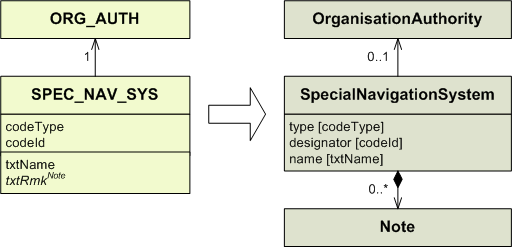 ORG_AUTH
1
SPEC_NAV_SYS
codeType
codeId
txtName
txtRmkNote
OrganisationAuthority
0..1
SpecialNavigationSystem
type [codeType]
designator [codeId]
name [txtName]
0..*
Note